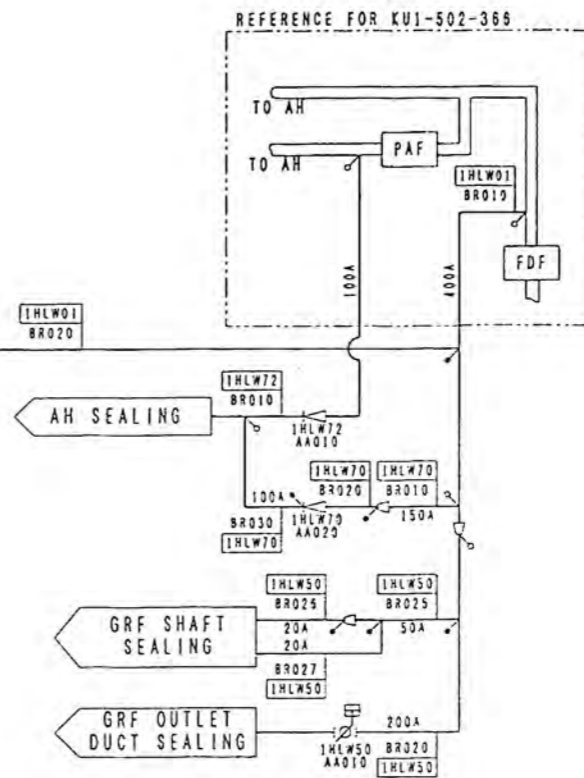 REFERENCE FOR KU1-502-366
TO AH
PAF
TO AH
1HLW01
BR010
FDF
100A
400A
1HLW01
BR020
1HLW72
BR010
AH SEALING
1HLW72
AA010
1HLW70
BR020
1HLW70
BR010
100A
150A
BR030
1HLW70
1HLW70
AA020
1HLW50
BR026
1HLW50
BR025
GRF SHAFT
SEALING
20A
50A
20A
BR027
1HLW50
GRF OUTLET
DUCT SEALING
200A
1HLW50
AA010
BR020
1HLW50